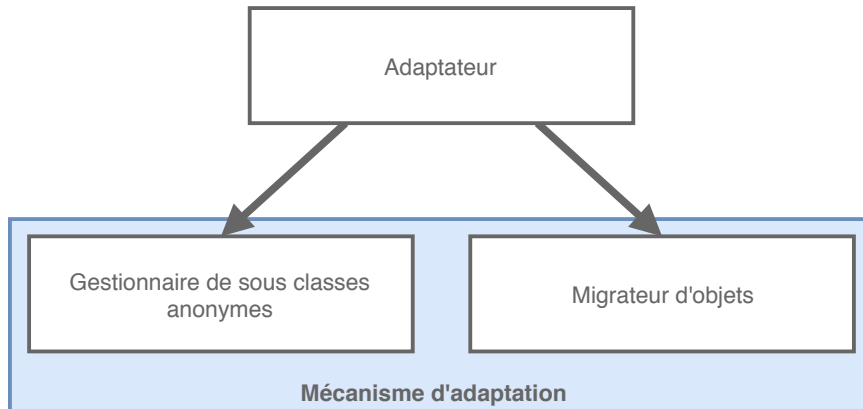 Adaptateur
Gestionnaire de sous classes
anonymes
Migrateur d'objets
Mécanisme d'adaptation